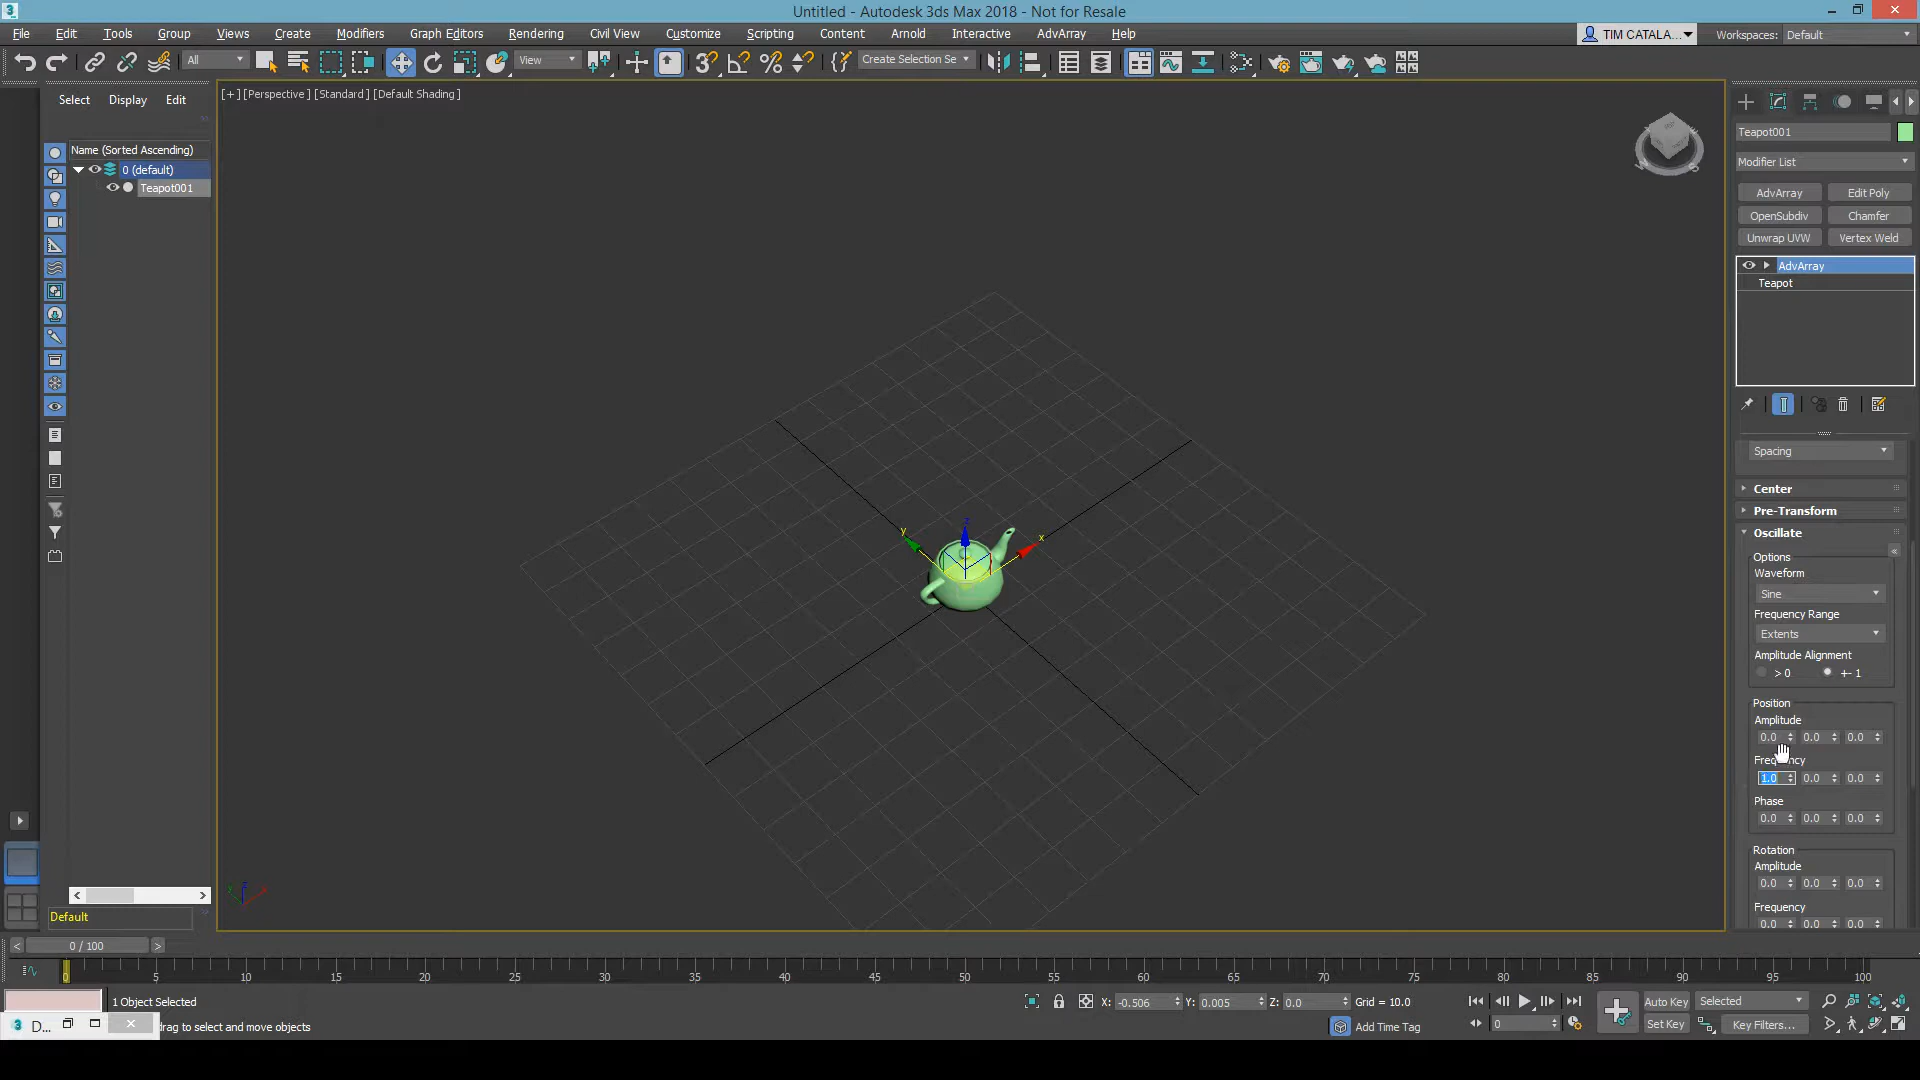 Untitled - Autodesk 3ds Max 2018 - Not for Resale
File Edit Tools Group Views Create Modifiers Graph Editors Rendering Civil View Customize Scripting Content Arnold Interactive AdvArray Help
TIM CATALA... Workspaces: Default
All View Create Selection Se
Select Display Edit
[+] [Perspective] [Standard] [Default Shading]
Name (Sorted Ascending)
0 (default)
Teapot001
Teapot001
Modifier List
AdvArray Edit Poly
OpenSubdiv Chamfer
Unwrap UVW Vertex Weld
AdvArray
Teapot
Spacing
Center
Pre-Transform
Oscillate
Options
Waveform
Sine
Frequency Range
Extents
Amplitude Alignment
> 0 +- 1
Position
Amplitude
0.0 0.0 0.0
Frequency
1.0 0.0 0.0
Phase
0.0 0.0 0.0
Rotation
Amplitude
0.0 0.0 0.0
Frequency
0.0 0.0 0.0
y z x
Default
< 0 / 100 >
0 5 10 15 20 25 30 35 40 45 50 55 60 65 70 75 80 85 90 95 100
1 Object Selected
X: -0.506 Y: 0.005 Z: 0.0 Grid = 10.0
Auto Key Selected
D... drag to select and move objects
Add Time Tag
0
Set Key Key Filters...